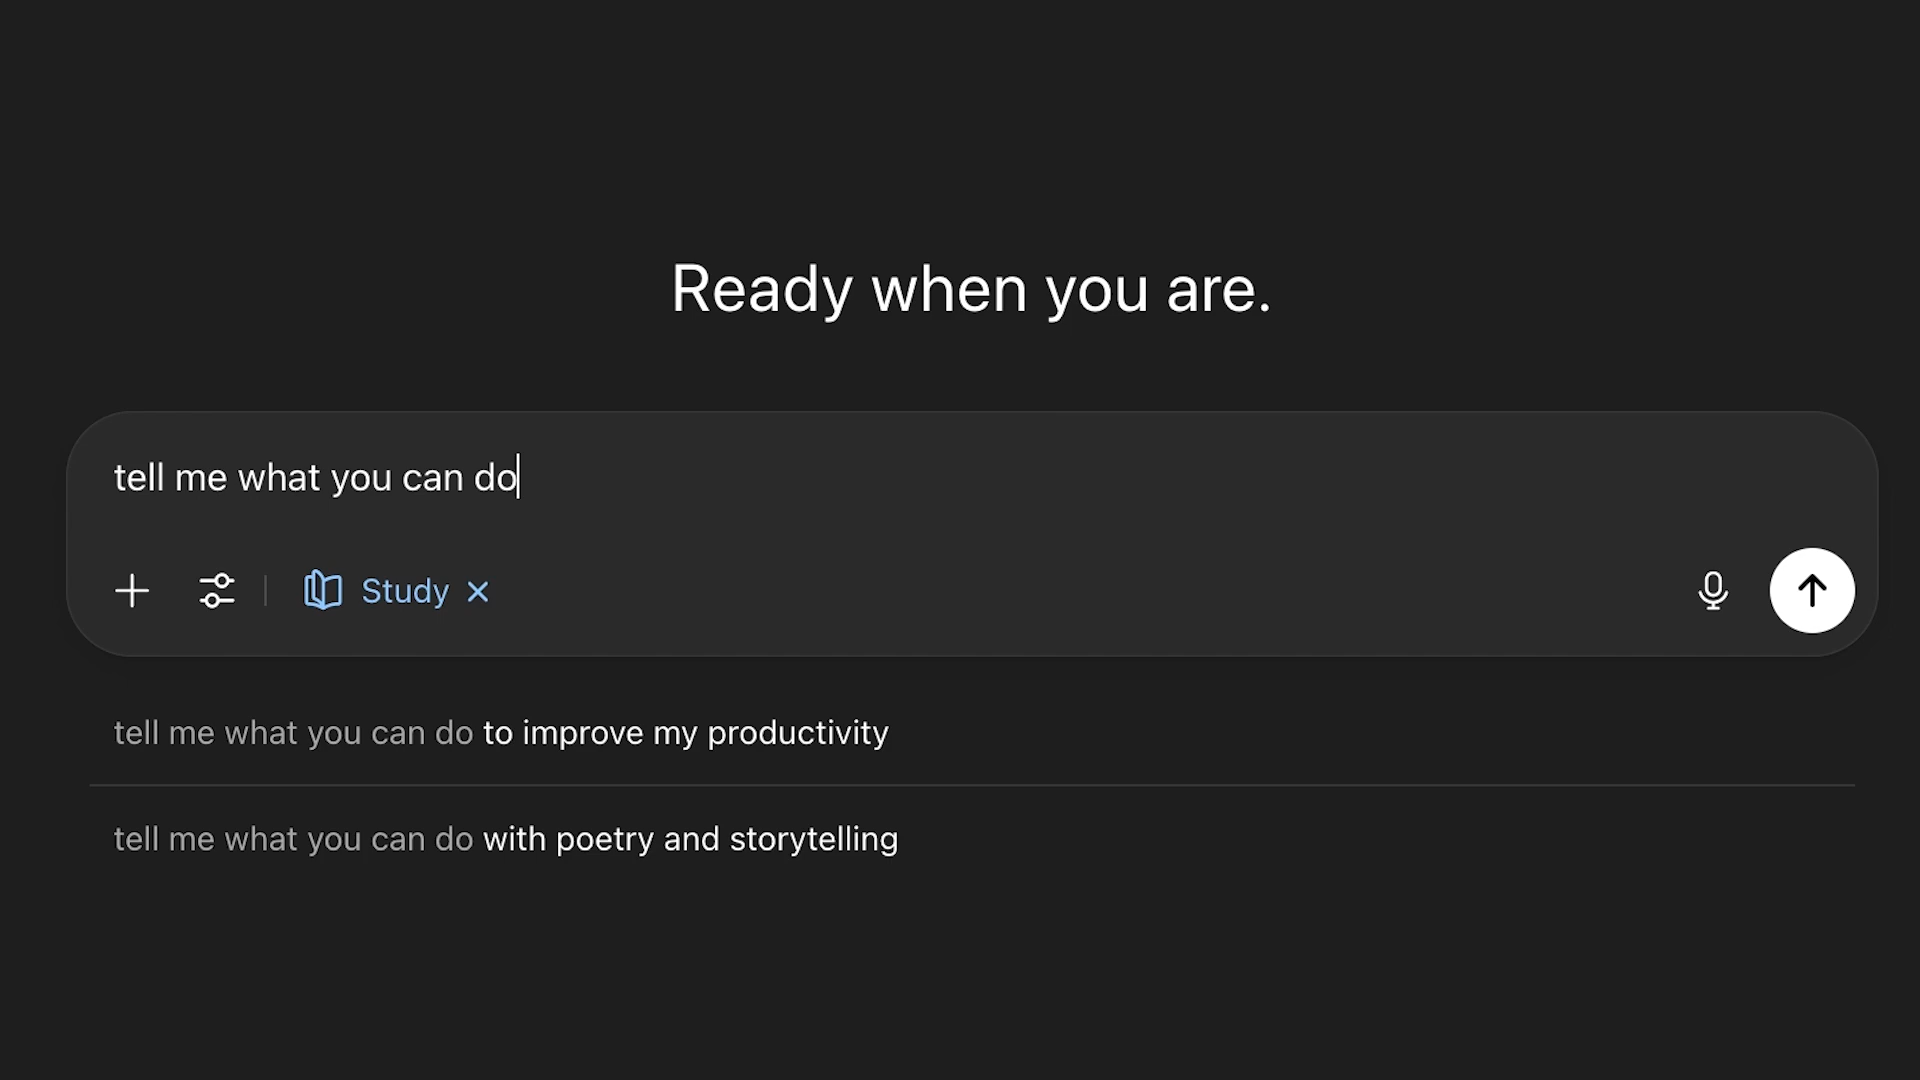 Ready when you are.
tell me what you can do
Study
tell me what you can do to improve my productivity
tell me what you can do with poetry and storytelling